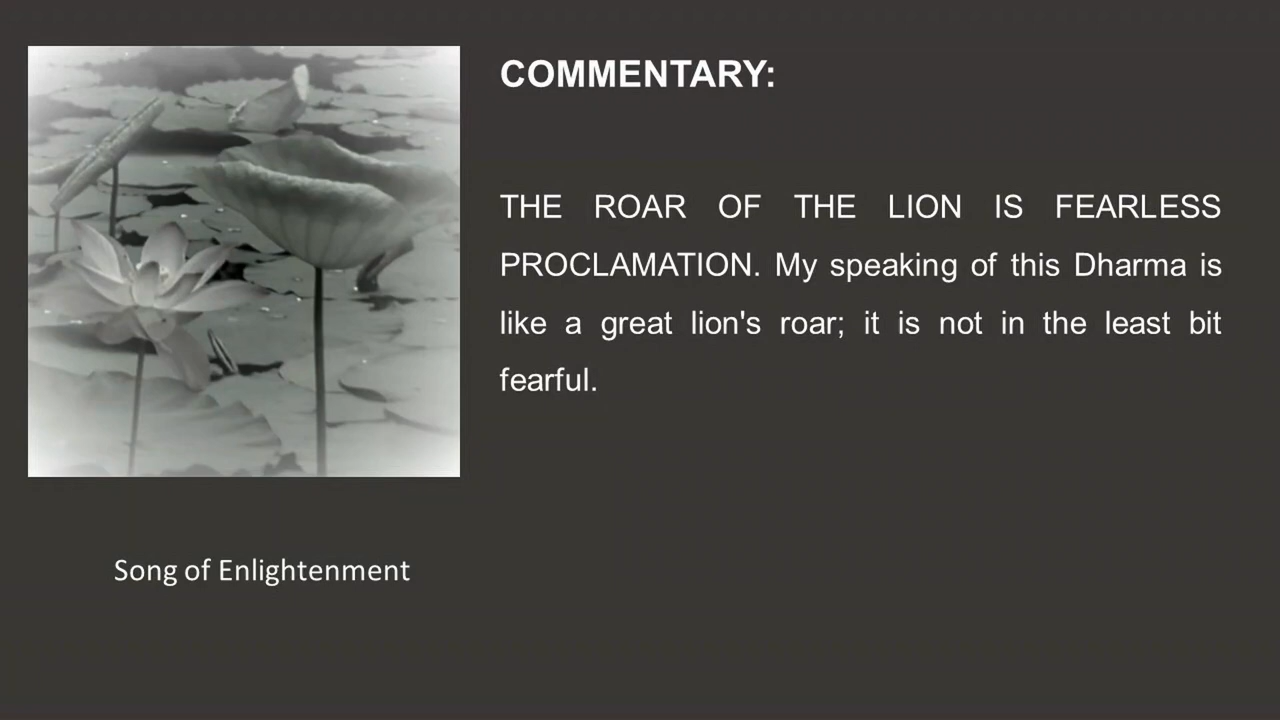 COMMENTARY:
THE ROAR OF THE LION IS FEARLESS
PROCLAMATION. My speaking of this Dharma is
like a great lion's roar; it is not in the least bit
fearful.
Song of Enlightenment